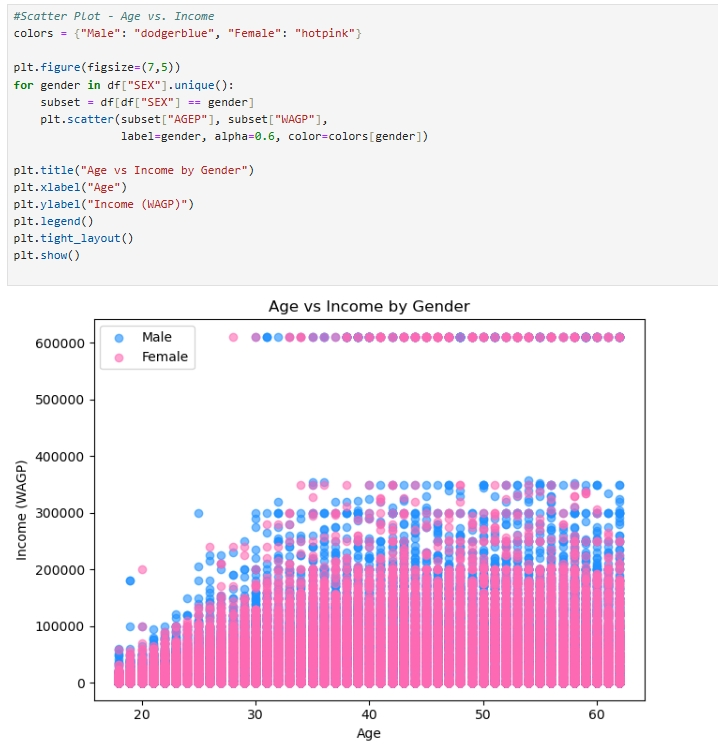 #Scatter Plot - Age vs. Income
colors = {"Male": "dodgerblue", "Female": "hotpink"}
plt.figure(figsize=(7,5))
for gender in df["SEX"].unique():
    subset = df[df["SEX"] == gender]
    plt.scatter(subset["AGEP"], subset["WAGP"],
                label=gender, alpha=0.6, color=colors[gender])
plt.title("Age vs Income by Gender")
plt.xlabel("Age")
plt.ylabel("Income (WAGP)")
plt.legend()
plt.tight_layout()
plt.show()
Age vs Income by Gender
Male
Female
600000
500000
400000
300000
200000
100000
0
Income (WAGP)
20 30 40 50 60
Age